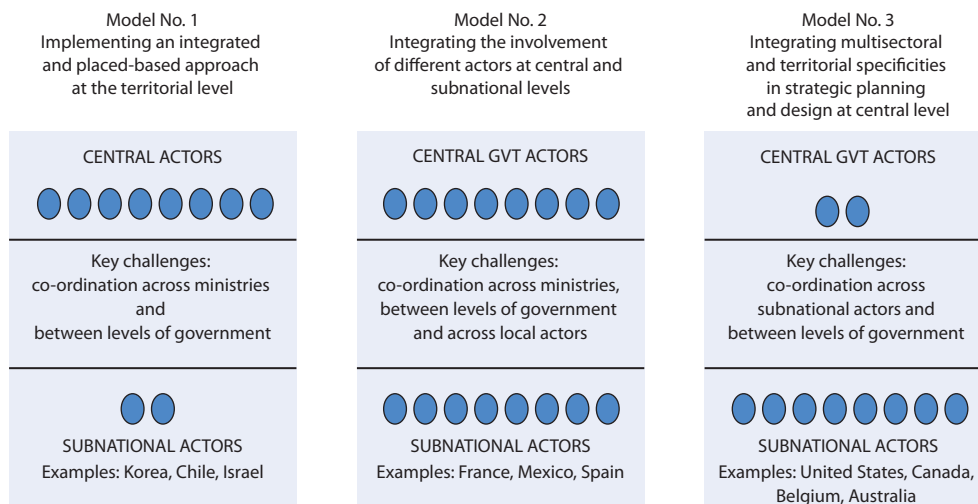 Model No. 1
Implementing an integrated
and placed-based approach
at the territorial level
CENTRAL ACTORS
Key challenges:
co-ordination across ministries
and
between levels of government
SUBNATIONAL ACTORS
Examples: Korea, Chile, Israel
Model No. 2
Integrating the involvement
of different actors at central and
subnational levels
CENTRAL GVT ACTORS
Key challenges:
co-ordination across ministries,
between levels of government
and across local actors
SUBNATIONAL ACTORS
Examples: France, Mexico, Spain
Model No. 3
Integrating multisectoral
and territorial specificities
in strategic planning
and design at central level
CENTRAL GVT ACTORS
Key challenges:
co-ordination across
subnational actors and
between levels of government
SUBNATIONAL ACTORS
Examples: United States, Canada,
Belgium, Australia